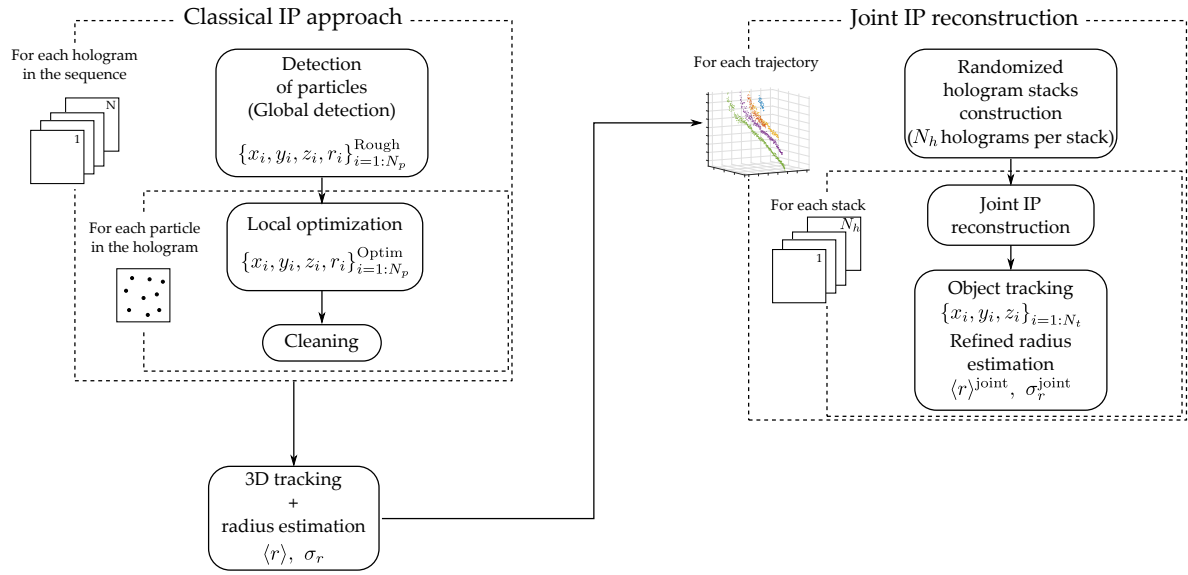 Classical IP approach
For each hologram
in the sequence
N
1
Detection
of particles
(Global detection)
{x_i, y_i, z_i, r_i}^{Rough}_{i=1:N_p}
For each particle
in the hologram
Local optimization
{x_i, y_i, z_i, r_i}^{Optim}_{i=1:N_p}
Cleaning
3D tracking
+
radius estimation
⟨r⟩, σ_r
Joint IP reconstruction
For each trajectory
Randomized
hologram stacks
construction
(N_h holograms per stack)
For each stack
N_h
1
Joint IP
reconstruction
Object tracking
{x_i, y_i, z_i}_{i=1:N_t}
Refined radius
estimation
⟨r⟩^{joint}, σ_r^{joint}